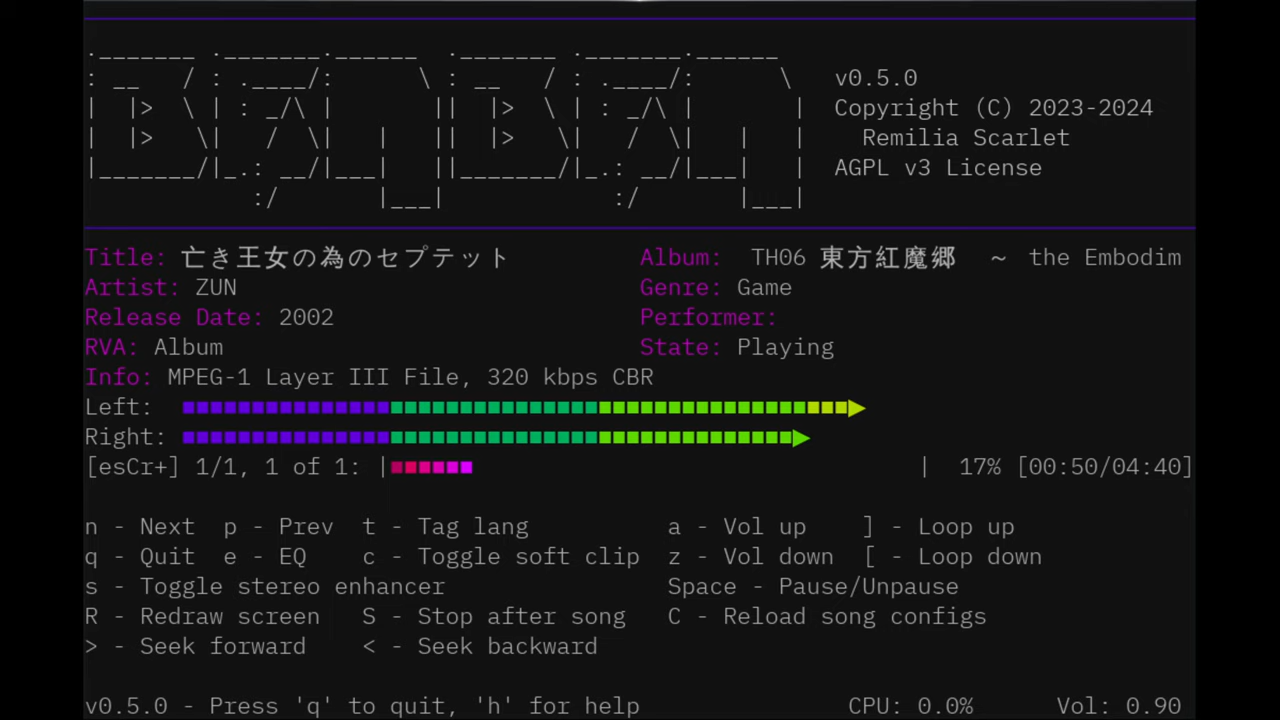 BENBEN v0.5.0
Copyright (C) 2023-2024
Remilia Scarlet
AGPL v3 License
Title: 亡き王女の為のセプテット Album: TH06 東方紅魔郷 ～ the Embodim
Artist: ZUN Genre: Game
Release Date: 2002 Performer:
RVA: Album State: Playing
Info: MPEG-1 Layer III File, 320 kbps CBR
Left:
Right:
[esCr+] 1/1, 1 of 1: | | 17% [00:50/04:40]
n - Next p - Prev t - Tag lang a - Vol up ] - Loop up
q - Quit e - EQ c - Toggle soft clip z - Vol down [ - Loop down
s - Toggle stereo enhancer Space - Pause/Unpause
R - Redraw screen S - Stop after song C - Reload song configs
> - Seek forward < - Seek backward
v0.5.0 - Press 'q' to quit, 'h' for help CPU: 0.0% Vol: 0.90